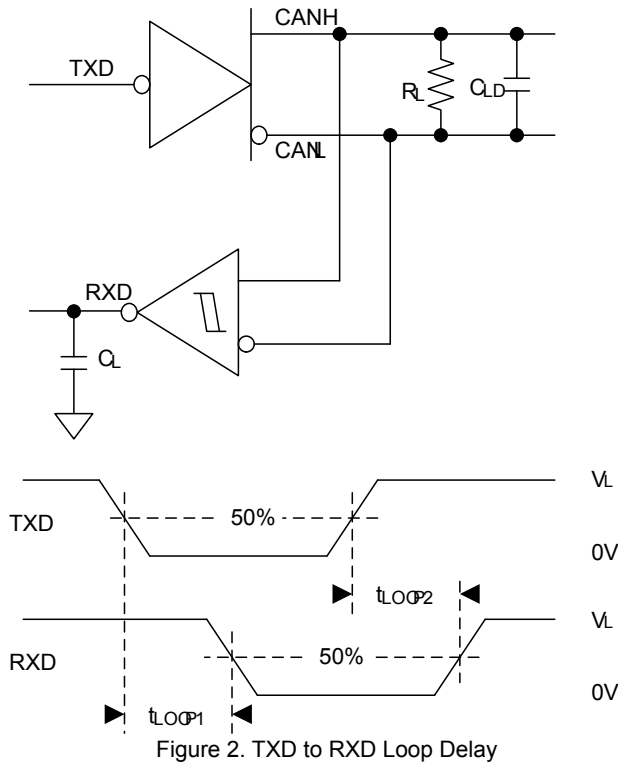 CANH
TXD
RL
CLD
CANL
RXD
CL
VL
TXD
50%
0V
tLOOP2
VL
RXD
50%
0V
tLOOP1
Figure 2. TXD to RXD Loop Delay